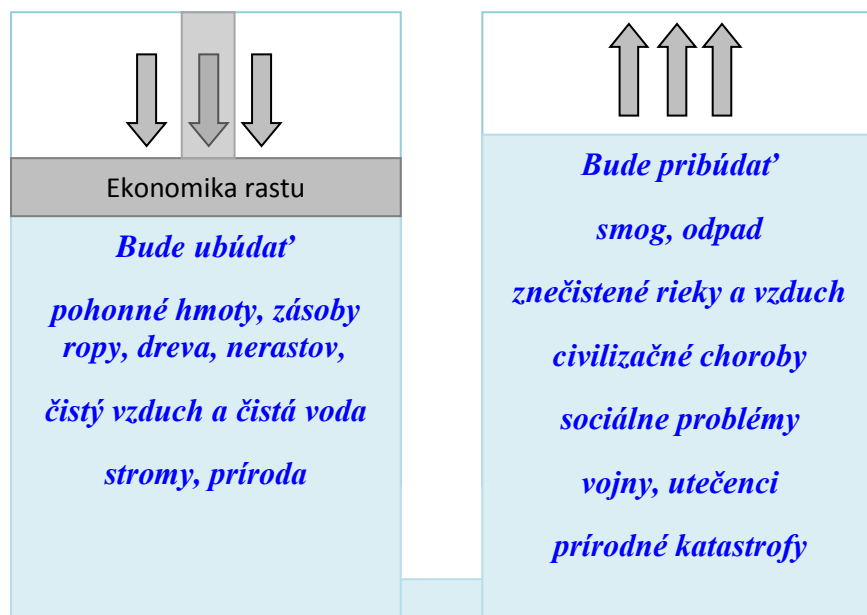 Ekonomika rastu
Bude ubúdať
pohonné hmoty, zásoby
ropy, dreva, nerastov,
čistý vzduch a čistá voda
stromy, príroda
Bude pribúdať
smog, odpad
znečistené rieky a vzduch
civilizačné choroby
sociálne problémy
vojny, utečenci
prírodné katastrofy